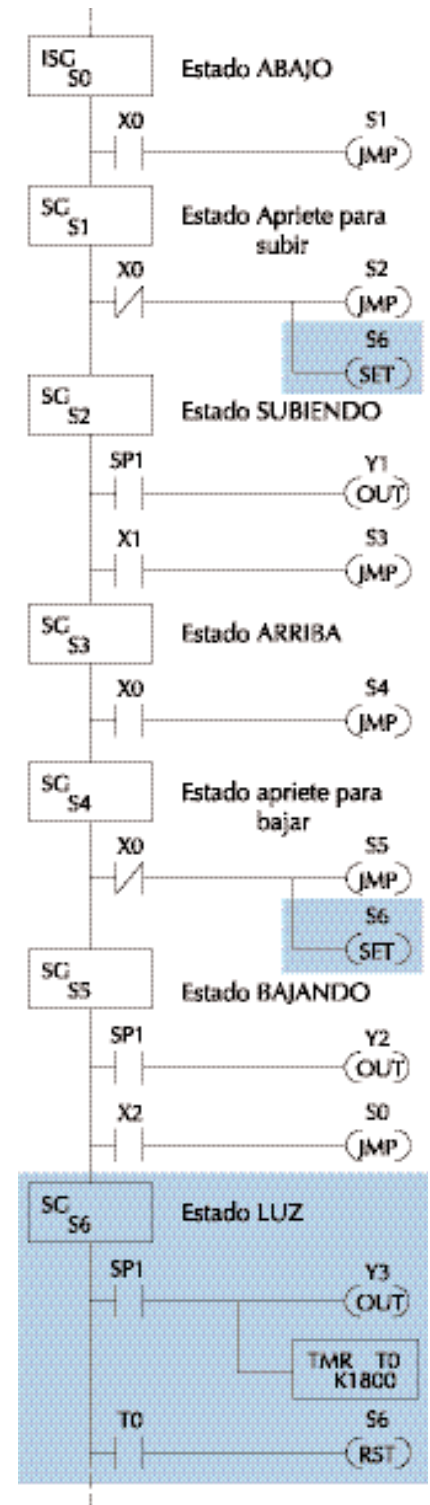 ISG
S0
Estado ABAJO
X0 S1
JMP
SG
S1
Estado Apriete para
subir
X0 S2
JMP
S6
SET
SG
S2
Estado SUBIENDO
SP1 Y1
OUT
X1 S3
JMP
SG
S3
Estado ARRIBA
X0 S4
JMP
SG
S4
Estado apriete para
bajar
X0 S5
JMP
S6
SET
SG
S5
Estado BAJANDO
SP1 Y2
OUT
X2 S0
JMP
SG
S6
Estado LUZ
SP1 Y3
OUT
TMR T0
K1800
T0 S6
RST